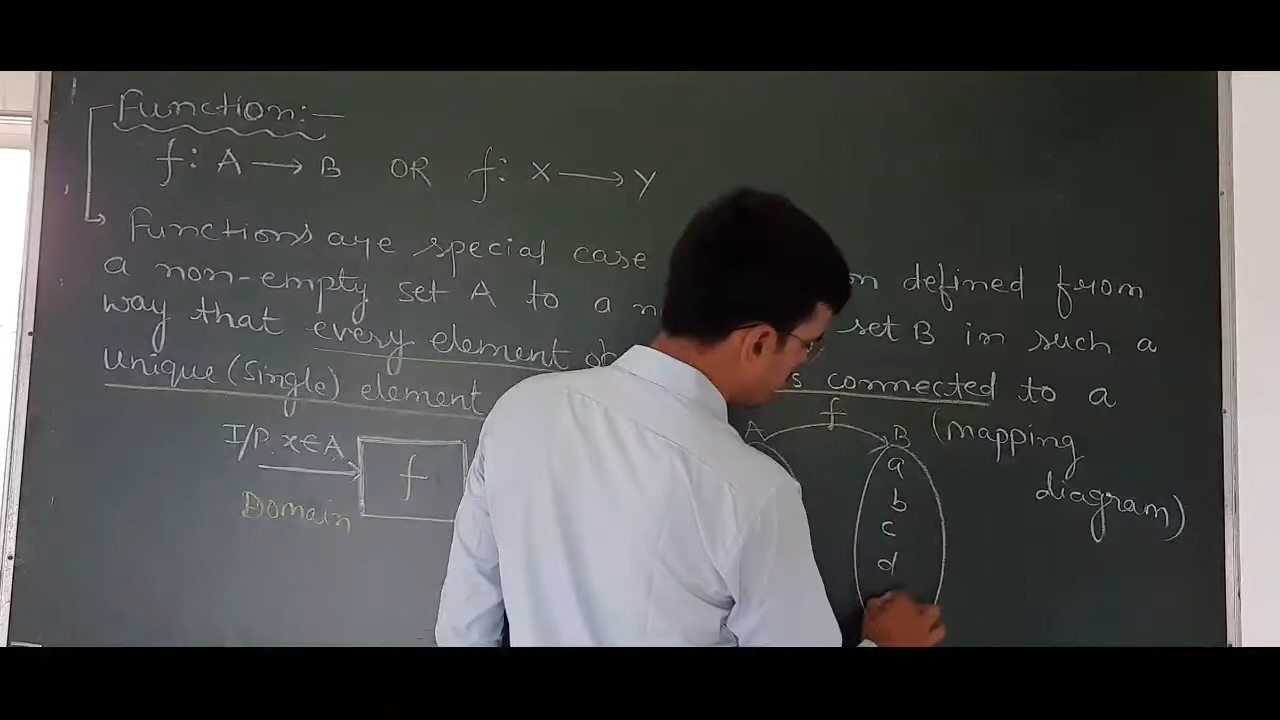 Function:-
f: A → B OR f: X → Y
Functions are special case defined from
a non-empty set A to a set B in such a
way that every element connected to a
unique (single) element
I/P. x∈A f A f B (Mapping
diagram)
Domain
a
b
c
d